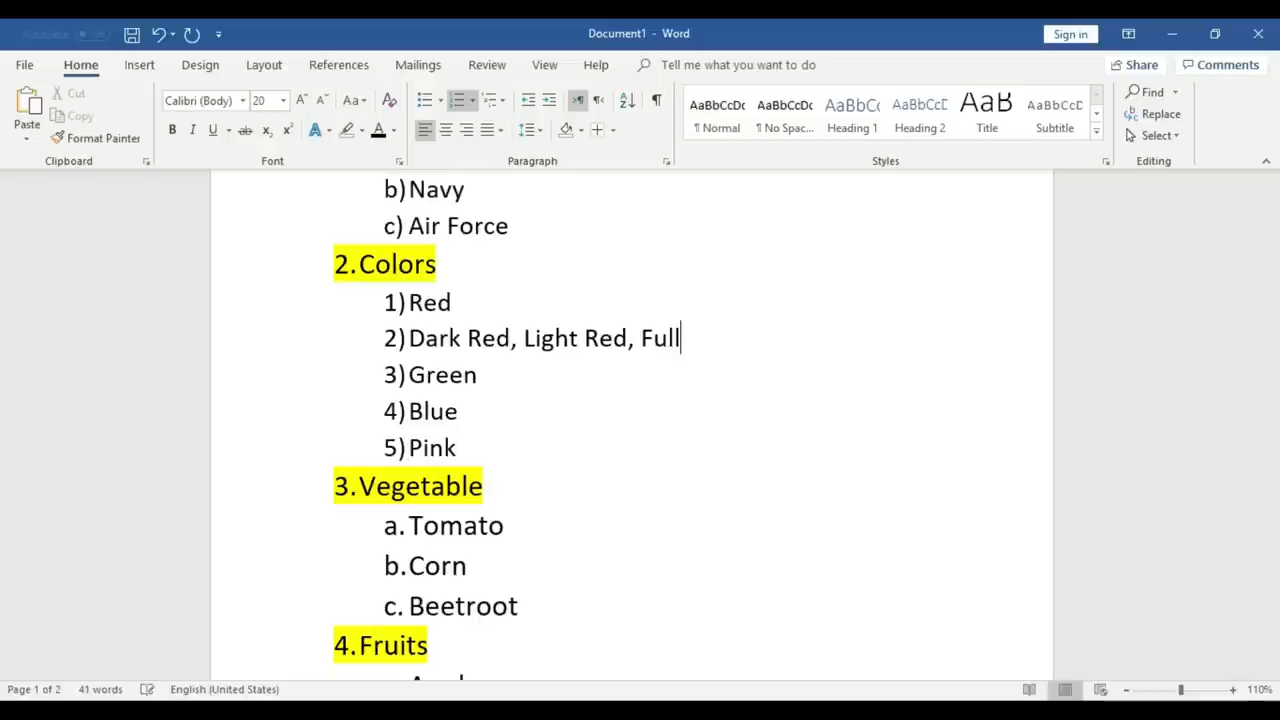 Document1 - Word
Sign in
File Home Insert Design Layout References Mailings Review View Help Tell me what you want to do Share Comments
Paste
Cut
Copy
Format Painter
Clipboard
Calibri (Body) 20
Font
Paragraph
AaBbCcDc ¶ Normal
AaBbCcDc ¶ No Spac...
AaBbCc Heading 1
AaBbCcD Heading 2
AaB Title
AaBbCcD Subtitle
Styles
Find
Replace
Select
Editing
b) Navy
c) Air Force
2. Colors
1) Red
2) Dark Red, Light Red, Full
3) Green
4) Blue
5) Pink
3. Vegetable
a. Tomato
b. Corn
c. Beetroot
4. Fruits
Page 1 of 2 41 words English (United States) 110%